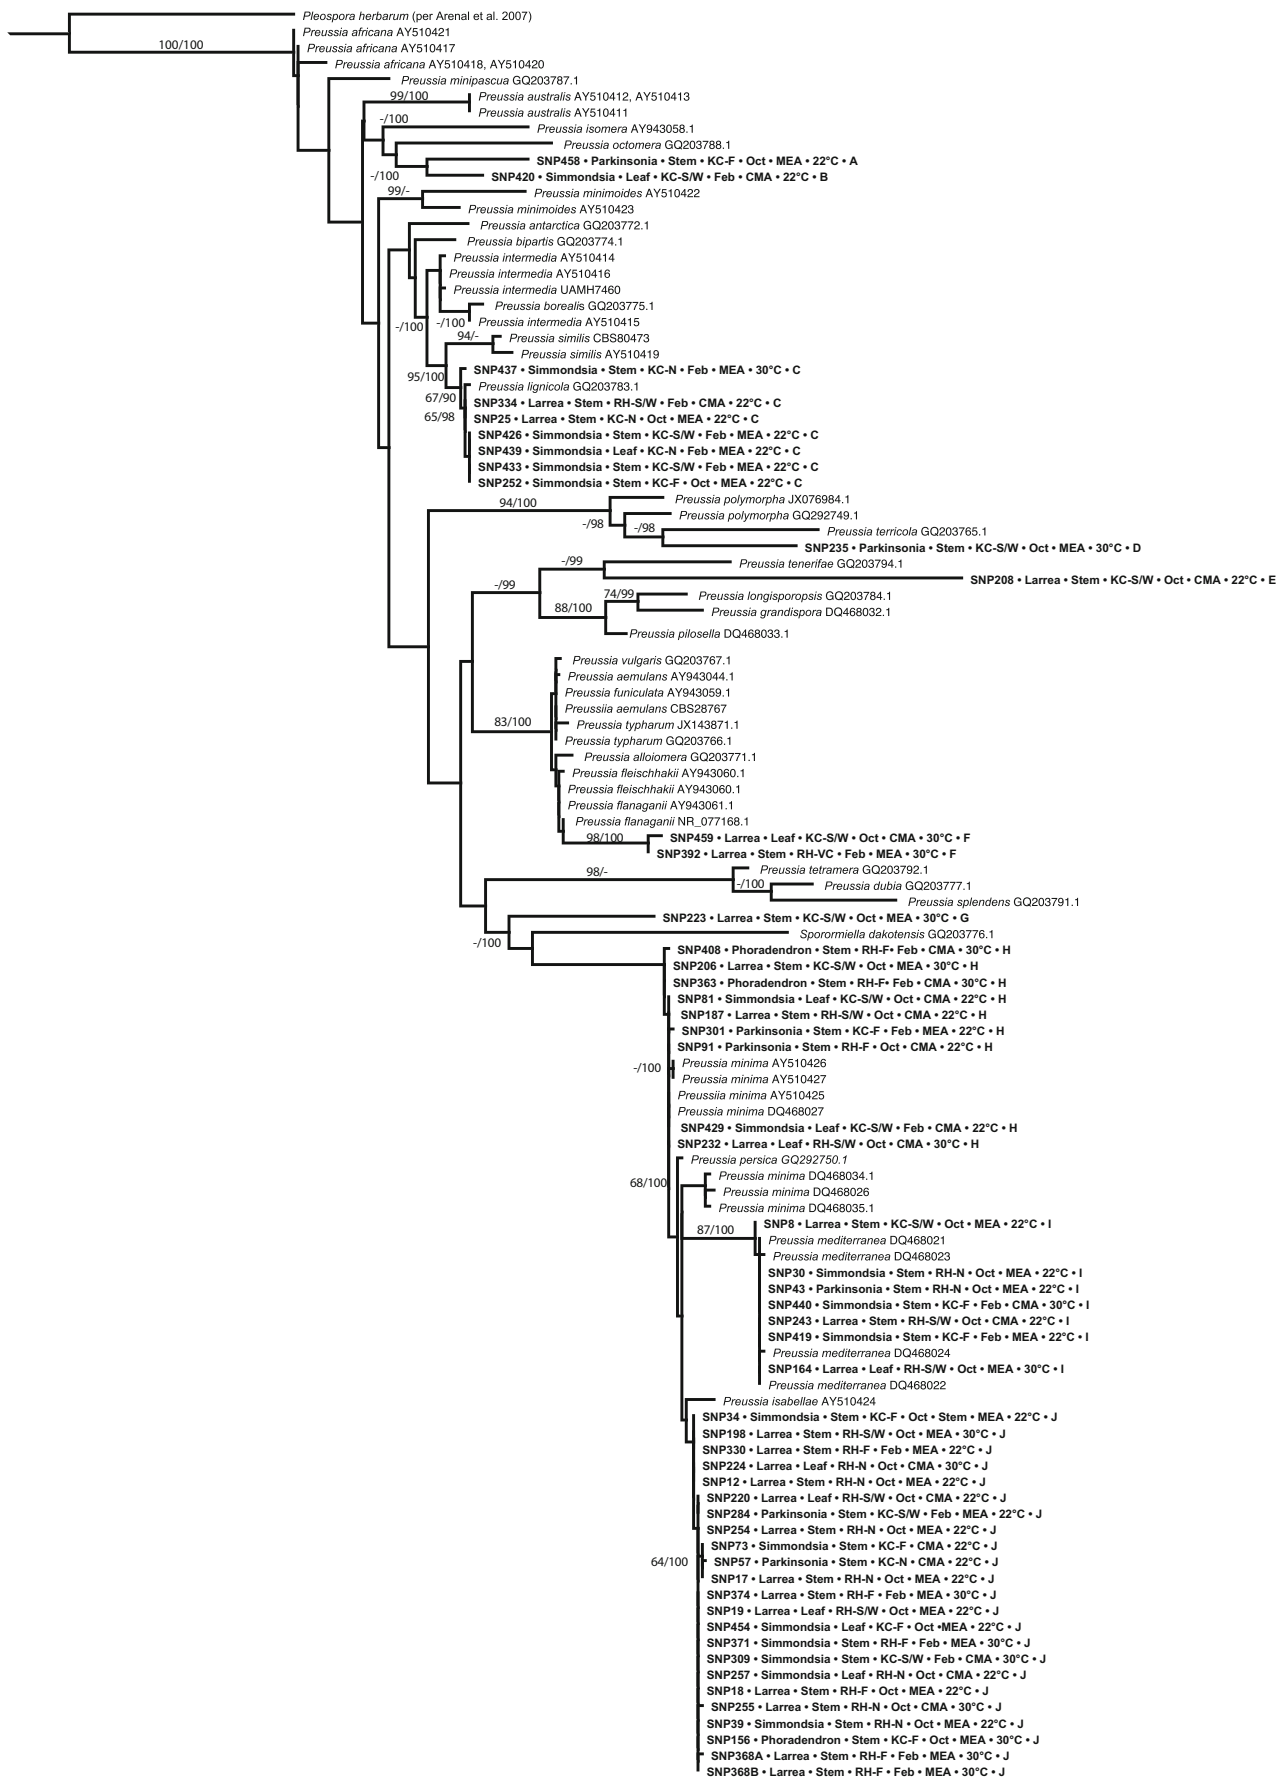 Pleospora herbarum (per Arenal et al. 2007)
Preussia africana AY510421
100/100
Preussia africana AY510417
Preussia africana AY510418, AY510420
Preussia minipascua GQ203787.1
99/100
Preussia australis AY510412, AY510413
Preussia australis AY510411
-/100
Preussia isomera AY943058.1
Preussia octomera GQ203788.1
SNP458 • Parkinsonia • Stem • KC-F • Oct • MEA • 22°C • A
-/100
SNP420 • Simmondsia • Leaf • KC-S/W • Feb • CMA • 22°C • B
99/-
Preussia minimoides AY510422
Preussia minimoides AY510423
Preussia antarctica GQ203772.1
Preussia bipartis GQ203774.1
Preussia intermedia AY510414
Preussia intermedia AY510416
Preussia intermedia UAMH7460
Preussia borealis GQ203775.1
-/100
-/100
Preussia intermedia AY510415
94/-
Preussia similis CBS80473
Preussia similis AY510419
95/100
SNP437 • Simmondsia • Stem • KC-N • Feb • MEA • 30°C • C
Preussia lignicola GQ203783.1
67/90
SNP334 • Larrea • Stem • RH-S/W • Feb • CMA • 22°C • C
65/98
SNP25 • Larrea • Stem • KC-N • Oct • MEA • 22°C • C
SNP426 • Simmondsia • Stem • KC-S/W • Feb • MEA • 22°C • C
SNP439 • Simmondsia • Leaf • KC-N • Feb • MEA • 22°C • C
SNP433 • Simmondsia • Stem • KC-S/W • Feb • MEA • 22°C • C
SNP252 • Simmondsia • Stem • KC-F • Oct • MEA • 22°C • C
94/100
Preussia polymorpha JX076984.1
Preussia polymorpha GQ292749.1
-/98
-/98
Preussia terricola GQ203765.1
SNP235 • Parkinsonia • Stem • KC-S/W • Oct • MEA • 30°C • D
-/99
Preussia tenerifae GQ203794.1
SNP208 • Larrea • Stem • KC-S/W • Oct • CMA • 22°C • E
-/99
74/99
Preussia longisporopsis GQ203784.1
88/100
Preussia grandispora DQ468032.1
Preussia pilosella DQ468033.1
Preussia vulgaris GQ203767.1
Preussia aemulans AY943044.1
Preussia funiculata AY943059.1
Preussiia aemulans CBS28767
83/100
Preussia typharum JX143871.1
Preussia typharum GQ203766.1
Preussia alloiomera GQ203771.1
Preussia fleischhakii AY943060.1
Preussia fleischhakii AY943060.1
Preussia flanaganii AY943061.1
Preussia flanaganii NR_077168.1
98/100
SNP459 • Larrea • Leaf • KC-S/W • Oct • CMA • 30°C • F
SNP392 • Larrea • Stem • RH-VC • Feb • MEA • 30°C • F
98/-
Preussia tetramera GQ203792.1
-/100
Preussia dubia GQ203777.1
Preussia splendens GQ203791.1
SNP223 • Larrea • Stem • KC-S/W • Oct • MEA • 30°C • G
-/100
Sporormiella dakotensis GQ203776.1
SNP408 • Phoradendron • Stem • RH-F• Feb • CMA • 30°C • H
SNP206 • Larrea • Stem • KC-S/W • Oct • MEA • 30°C • H
SNP363 • Phoradendron • Stem • RH-F• Feb • CMA • 30°C • H
SNP81 • Simmondsia • Leaf • KC-S/W • Oct • CMA • 22°C • H
SNP187 • Larrea • Stem • RH-S/W • Oct • CMA • 22°C • H
SNP301 • Parkinsonia • Stem • KC-F • Feb • MEA • 22°C • H
SNP91 • Parkinsonia • Stem • RH-F • Oct • CMA • 22°C • H
-/100
Preussia minima AY510426
Preussia minima AY510427
Preussiia minima AY510425
Preussia minima DQ468027
SNP429 • Simmondsia • Leaf • KC-S/W • Feb • CMA • 22°C • H
SNP232 • Larrea • Leaf • RH-S/W • Oct • CMA • 30°C • H
Preussia persica GQ292750.1
68/100
Preussia minima DQ468034.1
Preussia minima DQ468026
Preussia minima DQ468035.1
87/100
SNP8 • Larrea • Stem • KC-S/W • Oct • MEA • 22°C • I
Preussia mediterranea DQ468021
Preussia mediterranea DQ468023
SNP30 • Simmondsia • Stem • RH-N • Oct • MEA • 22°C • I
SNP43 • Parkinsonia • Stem • RH-N • Oct • MEA • 22°C • I
SNP440 • Simmondsia • Stem • KC-F • Feb • CMA • 30°C • I
SNP243 • Larrea • Stem • RH-S/W • Oct • CMA • 22°C • I
SNP419 • Simmondsia • Stem • KC-F • Feb • MEA • 22°C • I
Preussia mediterranea DQ468024
SNP164 • Larrea • Leaf • RH-S/W • Oct • MEA • 30°C • I
Preussia mediterranea DQ468022
Preussia isabellae AY510424
SNP34 • Simmondsia • Stem • KC-F • Oct • Stem • MEA • 22°C • J
SNP198 • Larrea • Stem • RH-S/W • Oct • MEA • 30°C • J
SNP330 • Larrea • Stem • RH-F • Feb • MEA • 22°C • J
SNP224 • Larrea • Leaf • RH-N • Oct • CMA • 30°C • J
SNP12 • Larrea • Stem • RH-N • Oct • MEA • 22°C • J
SNP220 • Larrea • Leaf • RH-S/W • Oct • CMA • 22°C • J
SNP284 • Parkinsonia • Stem • KC-S/W • Feb • MEA • 22°C • J
SNP254 • Larrea • Stem • RH-N • Oct • MEA • 22°C • J
SNP73 • Simmondsia • Stem • KC-F • CMA • 22°C • J
64/100
SNP57 • Parkinsonia • Stem • KC-N • CMA • 22°C • J
SNP17 • Larrea • Stem • RH-N • Oct • MEA • 22°C • J
SNP374 • Larrea • Stem • RH-F • Feb • MEA • 30°C • J
SNP19 • Larrea • Leaf • RH-S/W • Oct • MEA • 22°C • J
SNP454 • Simmondsia • Leaf • KC-F • Oct •MEA • 22°C • J
SNP371 • Simmondsia • Stem • RH-F • Feb • MEA • 30°C • J
SNP309 • Simmondsia • Stem • KC-S/W • Feb • CMA • 30°C • J
SNP257 • Simmondsia • Leaf • RH-N • Oct • CMA • 22°C • J
SNP18 • Larrea • Stem • RH-F • Oct • MEA • 22°C • J
SNP255 • Larrea • Stem • RH-N • Oct • CMA • 30°C • J
SNP39 • Simmondsia • Stem • RH-N • Oct • MEA • 22°C • J
SNP156 • Phoradendron • Stem • KC-F • Oct • MEA • 30°C • J
SNP368A • Larrea • Stem • RH-F • Feb • MEA • 30°C • J
SNP368B • Larrea • Stem • RH-F • Feb • MEA • 30°C • J